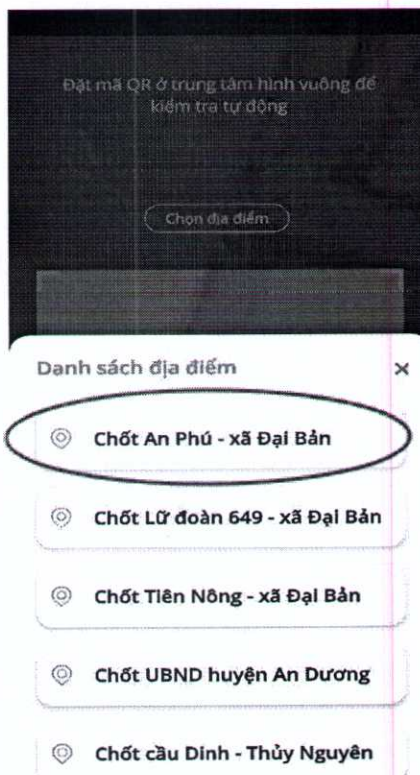 Đặt mã QR ở trung tâm hình vuông để
kiểm tra tự động
Chọn địa điểm
Danh sách địa điểm
Chốt An Phú - xã Đại Bản
Chốt Lữ đoàn 649 - xã Đại Bản
Chốt Tiên Nông - xã Đại Bản
Chốt UBND huyện An Dương
Chốt cầu Dinh - Thủy Nguyên